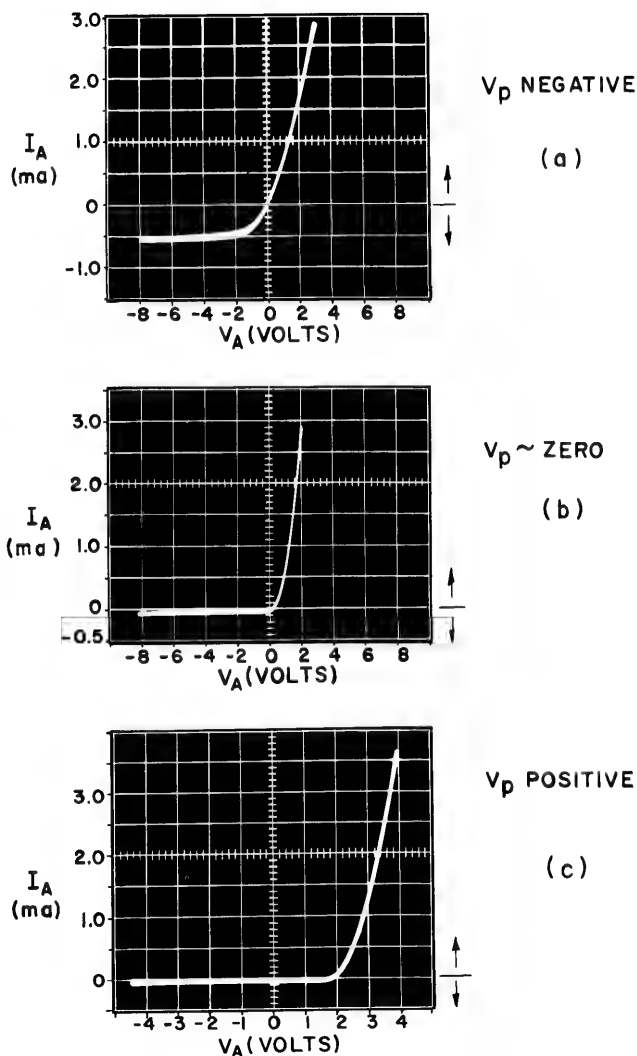 3.0
2.0
1.0
0
-1.0
I_A
(ma)
-8 -6 -4 -2 0 2 4 6 8
V_A (VOLTS)
V_p NEGATIVE
(a)
3.0
2.0
1.0
0
-0.5
I_A
(ma)
-8 -6 -4 -2 0 2 4 6 8
V_A (VOLTS)
V_p ~ ZERO
(b)
3.0
2.0
1.0
0
I_A
(ma)
-4 -3 -2 -1 0 1 2 3 4
V_A (VOLTS)
V_p POSITIVE
(c)